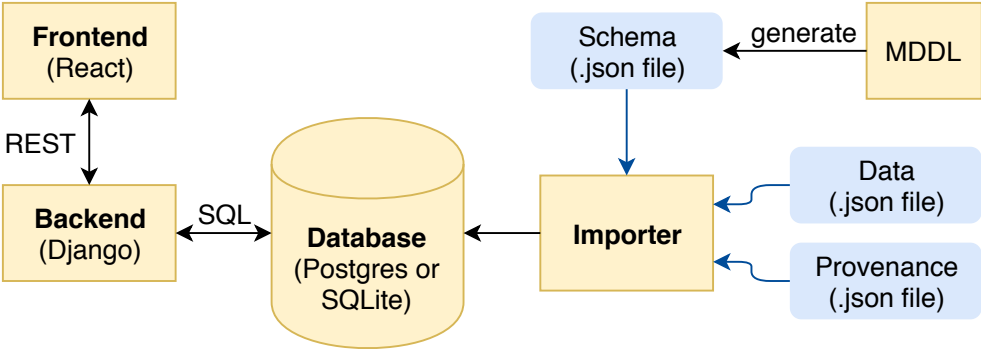 Frontend
(React)
REST
Backend
(Django)
SQL
Database
(Postgres or
SQLite)
Schema
(.json file)
generate
MDDL
Importer
Data
(.json file)
Provenance
(.json file)